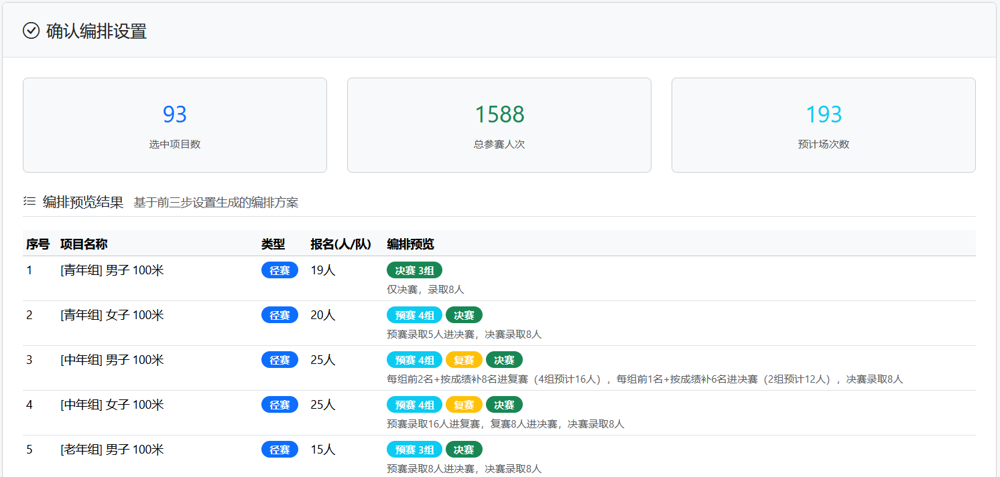 确认编排设置
93
选中项目数
1588
总参赛人次
193
预计场次数
编排预览结果 基于前三步设置生成的编排方案
序号 项目名称 类型 报名(人/队) 编排预览
1 [青年组] 男子 100米 径赛 19人 决赛 3组
仅决赛，录取8人
2 [青年组] 女子 100米 径赛 20人 预赛 4组 决赛
预赛录取5人进决赛，决赛录取8人
3 [中年组] 男子 100米 径赛 25人 预赛 4组 复赛 决赛
每组前2名+按成绩补8名进复赛（4组预计16人），每组前1名+按成绩补6名进决赛（2组预计12人），决赛录取8人
4 [中年组] 女子 100米 径赛 25人 预赛 4组 复赛 决赛
预赛录取16人进复赛，复赛8人进决赛，决赛录取8人
5 [老年组] 男子 100米 径赛 15人 预赛 3组 决赛
预赛录取8人进决赛，决赛录取8人